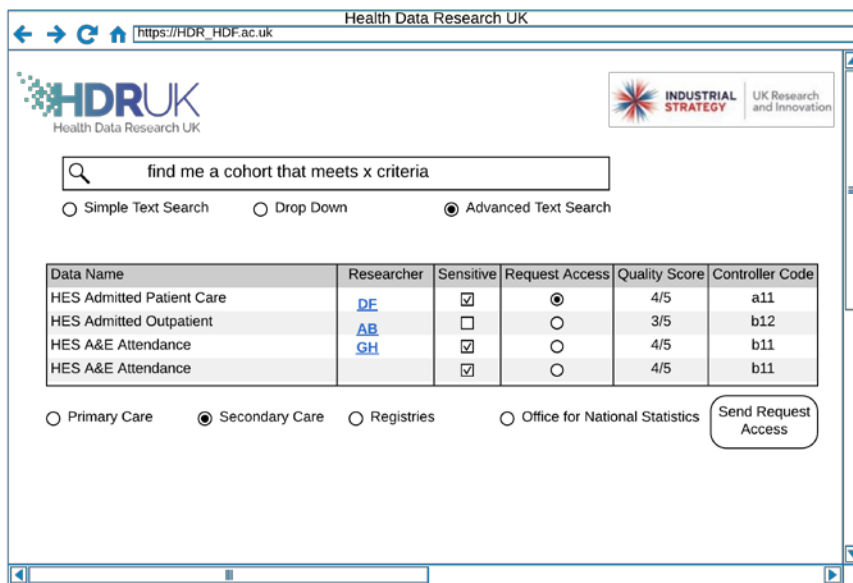 Health Data Research UK
https://HDR_HDF.ac.uk
HDRUK
Health Data Research UK
INDUSTRIAL STRATEGY
UK Research and Innovation
find me a cohort that meets x criteria
Simple Text Search Drop Down Advanced Text Search
Data Name Researcher Sensitive Request Access Quality Score Controller Code
HES Admitted Patient Care DF 4/5 a11
HES Admitted Outpatient AB 3/5 b12
HES A&E Attendance GH 4/5 b11
HES A&E Attendance 4/5 b11
Primary Care Secondary Care Registries Office for National Statistics
Send Request
Access